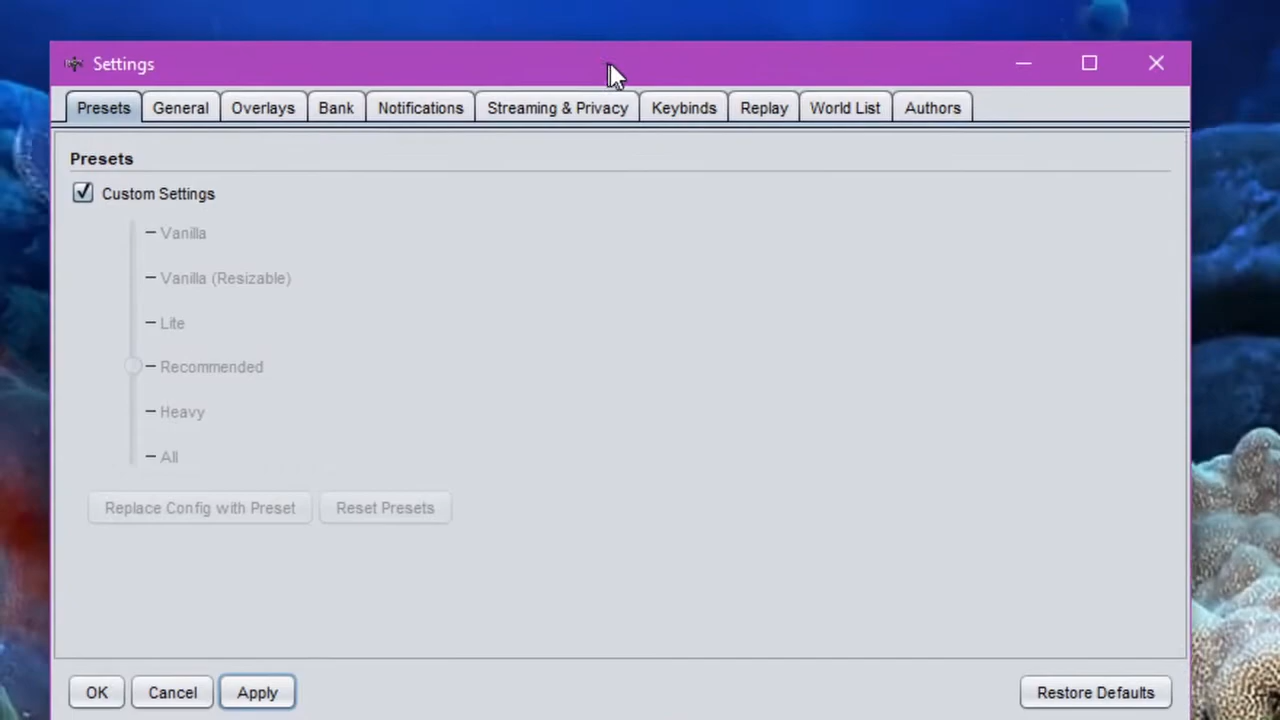 Settings
Presets General Overlays Bank Notifications Streaming & Privacy Keybinds Replay World List Authors
Presets
Custom Settings
Vanilla
Vanilla (Resizable)
Lite
Recommended
Heavy
All
Replace Config with Preset Reset Presets
OK Cancel Apply Restore Defaults